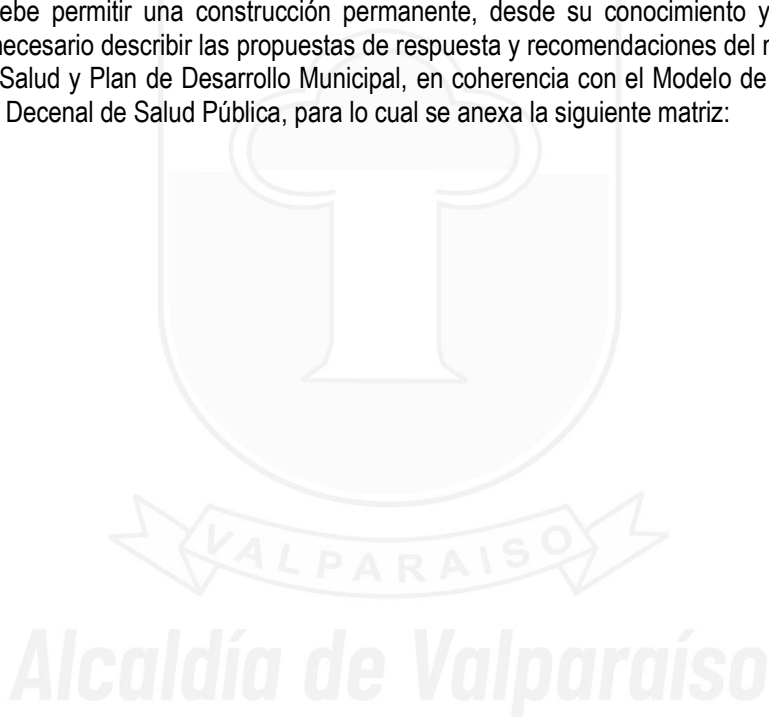 ebe permitir una construcción permanente, desde su conocimiento y
necesario describir las propuestas de respuesta y recomendaciones del
Salud y Plan de Desarrollo Municipal, en coherencia con el Modelo de
Decenal de Salud Pública, para lo cual se anexa la siguiente matriz:
VALPARAISO
Alcaldía de Valparaíso